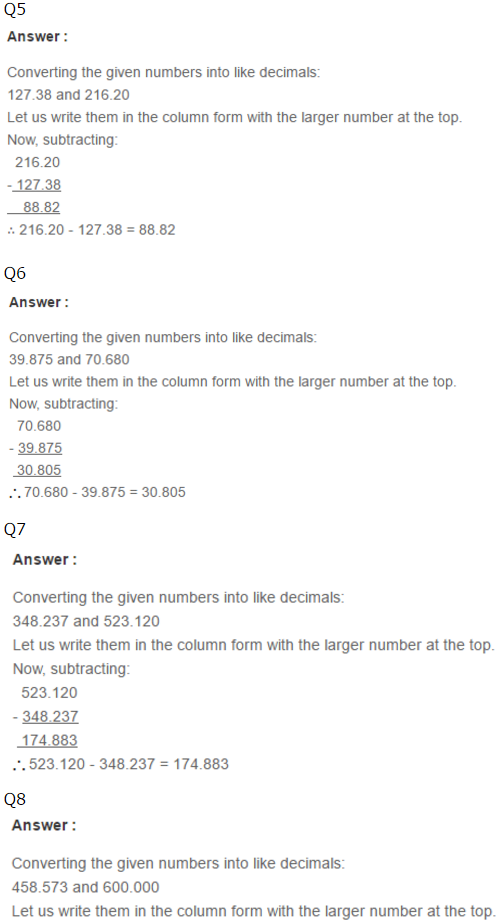 Q5
Answer :
Converting the given numbers into like decimals:
127.38 and 216.20
Let us write them in the column form with the larger number at the top.
Now, subtracting:
216.20
- 127.38
88.82
∴ 216.20 - 127.38 = 88.82
Q6
Answer :
Converting the given numbers into like decimals:
39.875 and 70.680
Let us write them in the column form with the larger number at the top.
Now, subtracting:
70.680
- 39.875
30.805
∴ 70.680 - 39.875 = 30.805
Q7
Answer :
Converting the given numbers into like decimals:
348.237 and 523.120
Let us write them in the column form with the larger number at the top.
Now, subtracting:
523.120
- 348.237
174.883
∴ 523.120 - 348.237 = 174.883
Q8
Answer :
Converting the given numbers into like decimals:
458.573 and 600.000
Let us write them in the column form with the larger number at the top.